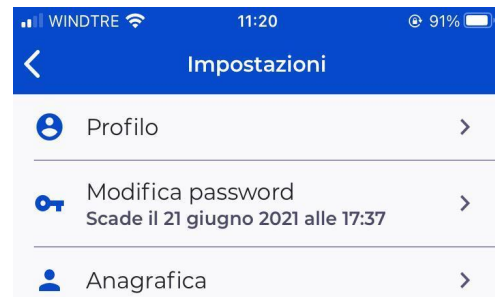 WINDTRE 11:20 91%
Impostazioni
Profilo
Modifica password
Scade il 21 giugno 2021 alle 17:37
Anagrafica